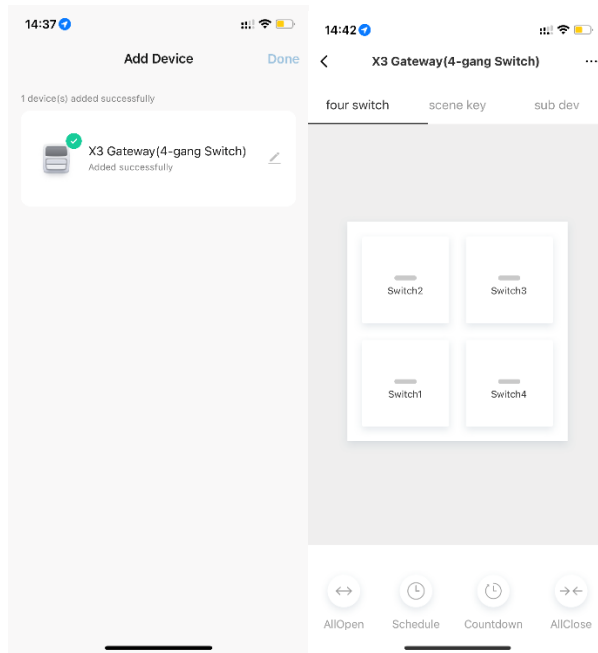 14:37
Add Device
Done
1 device(s) added successfully
X3 Gateway(4-gang Switch)
Added successfully
14:42
X3 Gateway(4-gang Switch)
four switch
scene key
sub dev
Switch2
Switch3
Switch1
Switch4
AllOpen
Schedule
Countdown
AllClose